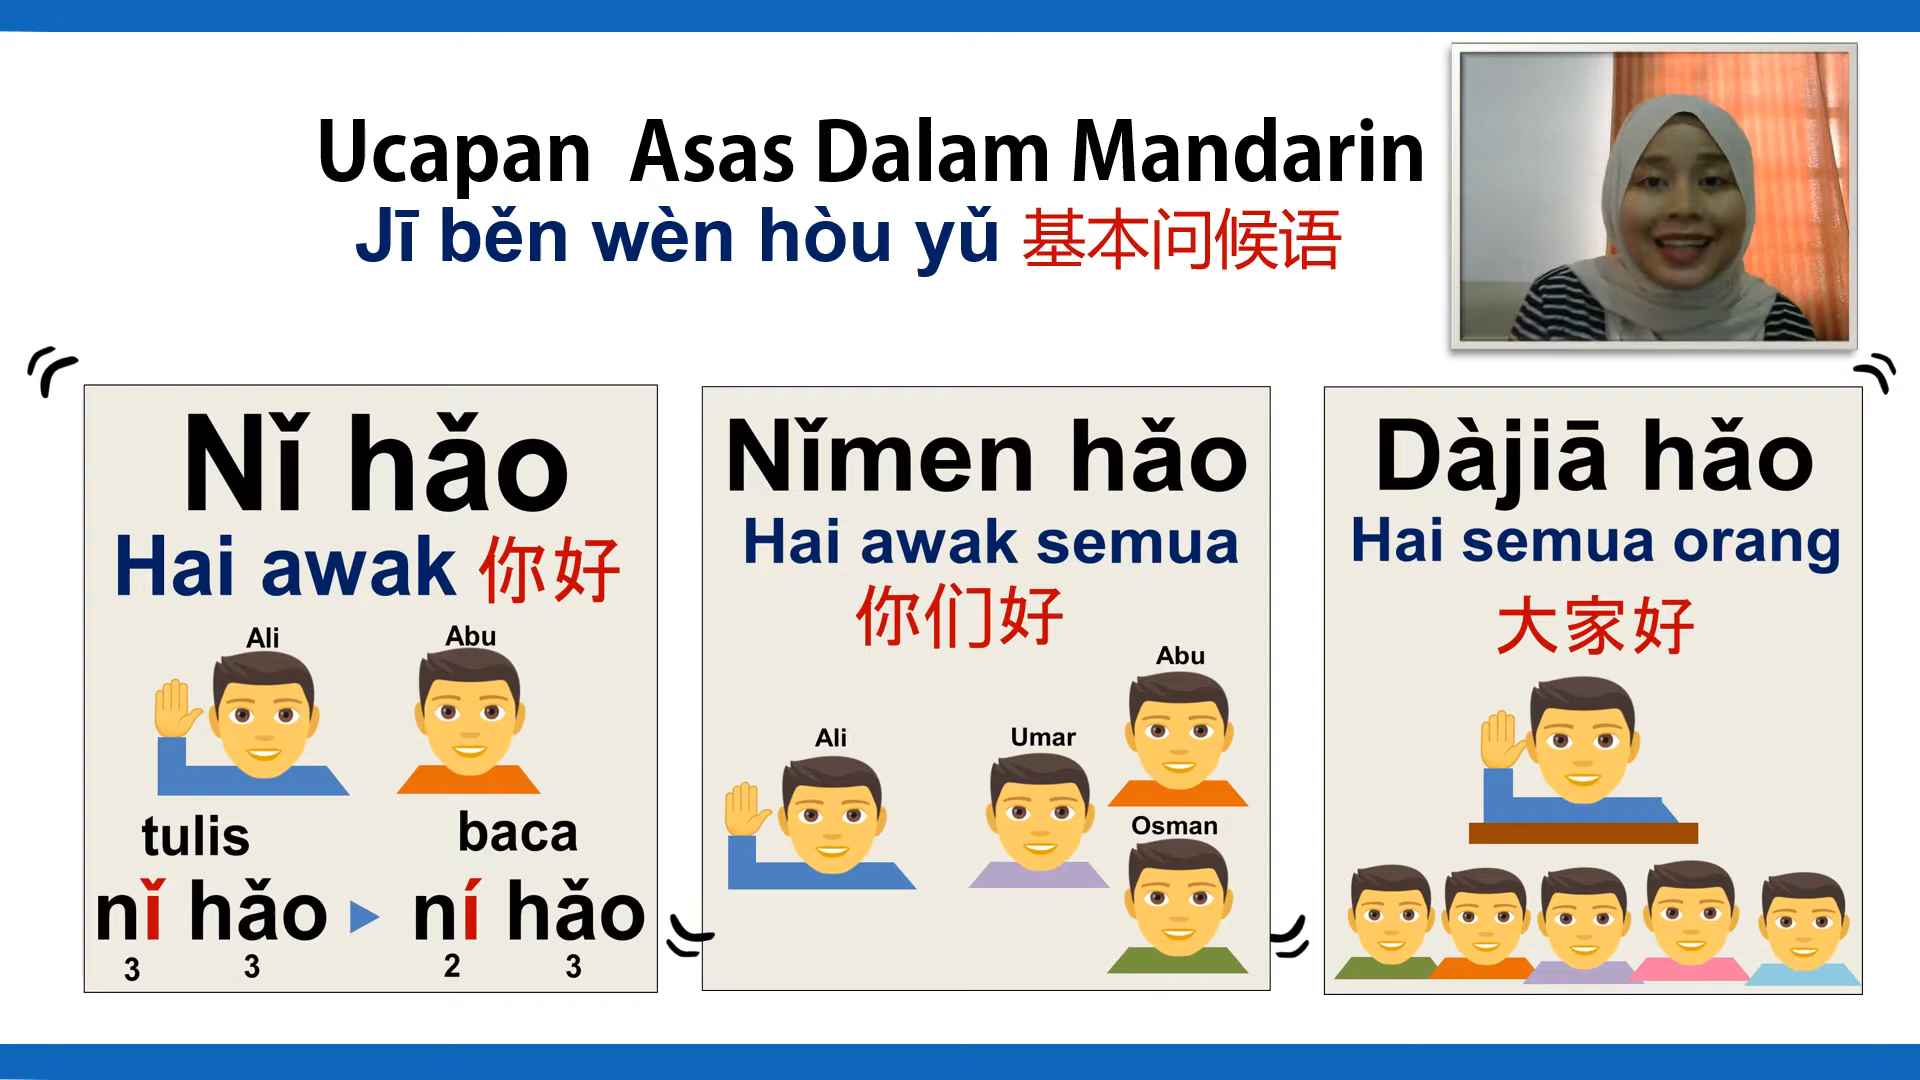 Ucapan Asas Dalam Mandarin
Jī běn wèn hòu yǔ 基本问候语
Nǐ hǎo
Hai awak 你好
Ali Abu
tulis baca
nǐ hǎo ní hǎo
3 3 2 3
Nǐmen hǎo
Hai awak semua
你们好
Abu
Ali Umar
Osman
Dàjiā hǎo
Hai semua orang
大家好